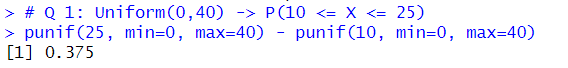 > # Q 1: Uniform(0,40) -> P(10 <= X <= 25)
> punif(25, min=0, max=40) - punif(10, min=0, max=40)
[1] 0.375